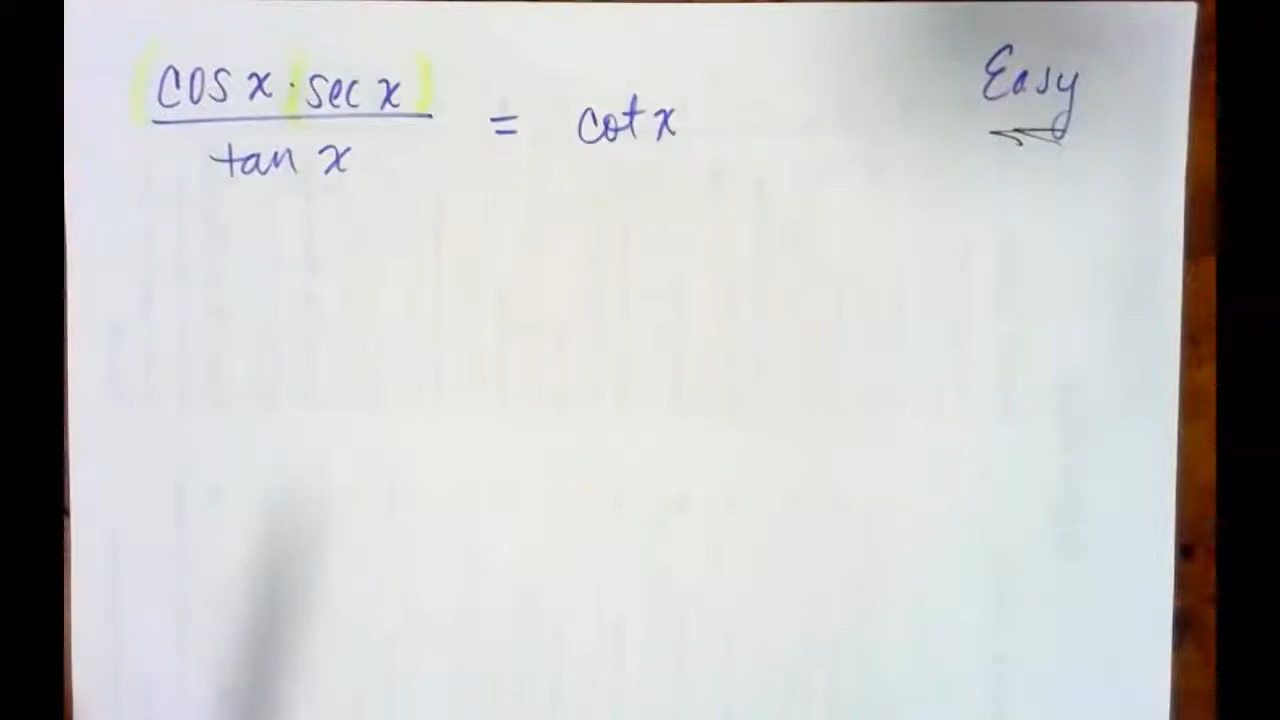 cos x · sec x
tan x
= cot x
Easy